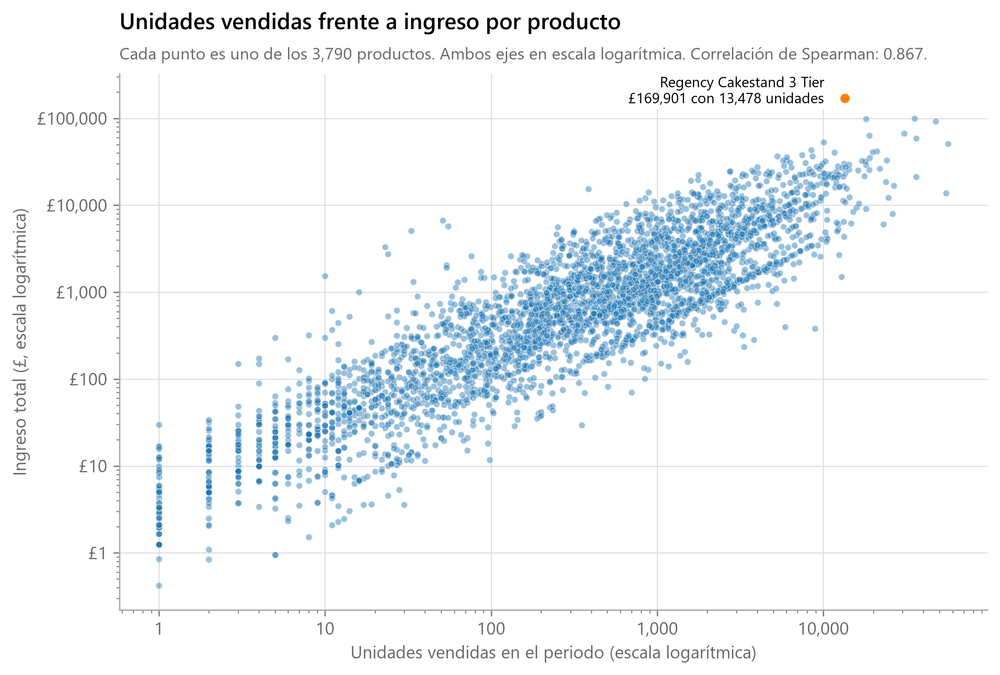 Unidades vendidas frente a ingreso por producto
Cada punto es uno de los 3,790 productos. Ambos ejes en escala logarítmica. Correlación de Spearman: 0.867.
Regency Cakestand 3 Tier
£169,901 con 13,478 unidades
Ingreso total (£, escala logarítmica)
£100,000
£10,000
£1,000
£100
£10
£1
1
10
100
1,000
10,000
Unidades vendidas en el periodo (escala logarítmica)